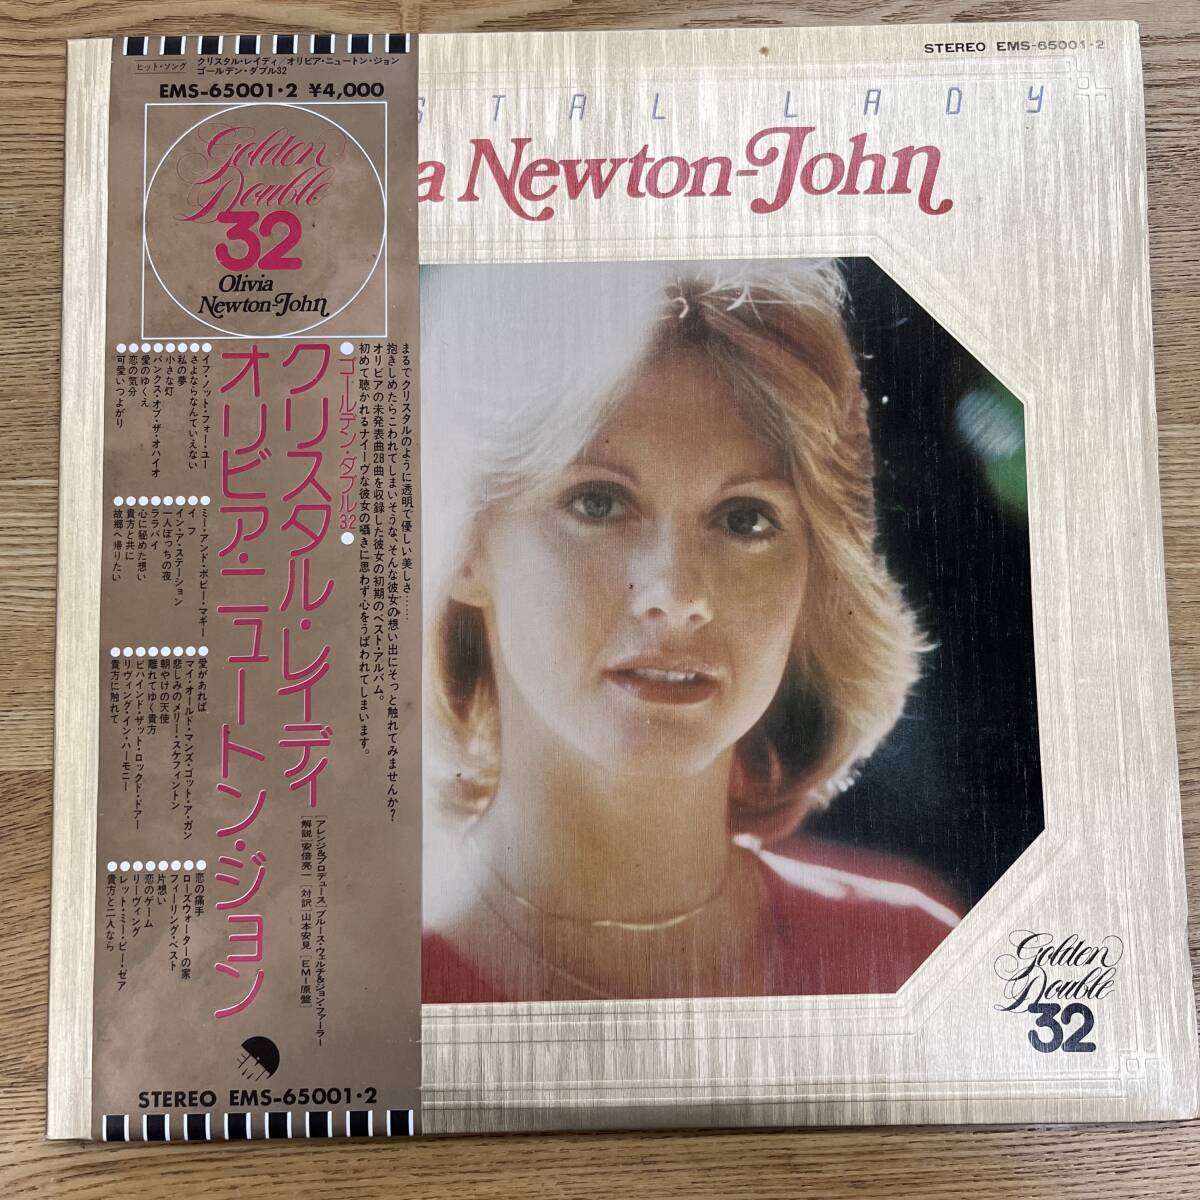 STEREO EMS-65001・2
STAL LADY
a Newton-John
Golden
Double
32
ヒット・ソング
クリスタル・レイディ/オリビア・ニュートン・ジョン
ゴールデン・ダブル32
EMS-65001・2 ¥4,000
Golden
Double
32
Olivia
Newton-John
まるでクリスタルのように透明で優しい美しさ……
抱きしめたらこわれてしまいそうな、そんな彼女の想い出にそっと触れてみませんか?
オリビアの未発表曲28曲を収録した彼女の初期のベスト・アルバム。
初めて聴かれるナイーヴな彼女の囁きに思わず心をうばわれてしまいます。
●ゴールデン・ダブル32●
クリスタル・レイディ
オリビア・ニュートン・ジョン
[アレンジ&プロデュース]ブルース・ウェルチ&ジョン・ファーラー
[解説]安倍亮一 [対訳]山本安見 [EMI原盤]
●イフ・ノット・フォー・ユー
●さよならなんていえない
●私の夢
●小さな灯
●バンクス・オブ・ザ・オハイオ
●愛のゆくえ
●恋の気分
●可愛いつよがり
●ミー・アンド・ボビー・マギー
●イフ
●イン・ア・ステーション
●一人ぼっちの夜
●ララバイ
●心に秘めた想い
●貴方と共に
●故郷へ帰りたい
●愛があれば
●マイ・オールド・マンズ・ゴット・ア・ガン
●悲しみのメリー・スケフィントン
●朝やけの天使
●離れてゆく貴方
●ビハインド・ザット・ロックド・ドアー
●リヴィング・イン・ハーモニー
●貴方に触れて
●恋の痛手
●ローズウォーターの家
●フィーリング・ベスト
●片想い
●恋のゲーム
●リーヴィング
●レット・ミー・ビー・ゼア
●貴方と二人なら
STEREO EMS-65001・2